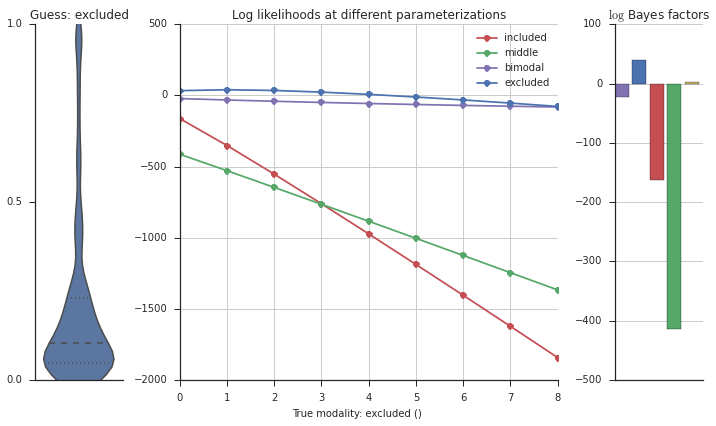 Guess: excluded
1.0
0.5
0.0
Log likelihoods at different parameterizations
500
0
−500
−1000
−1500
−2000
included
middle
bimodal
excluded
0 1 2 3 4 5 6 7 8
True modality: excluded ()
log Bayes factors
100
0
−100
−200
−300
−400
−500